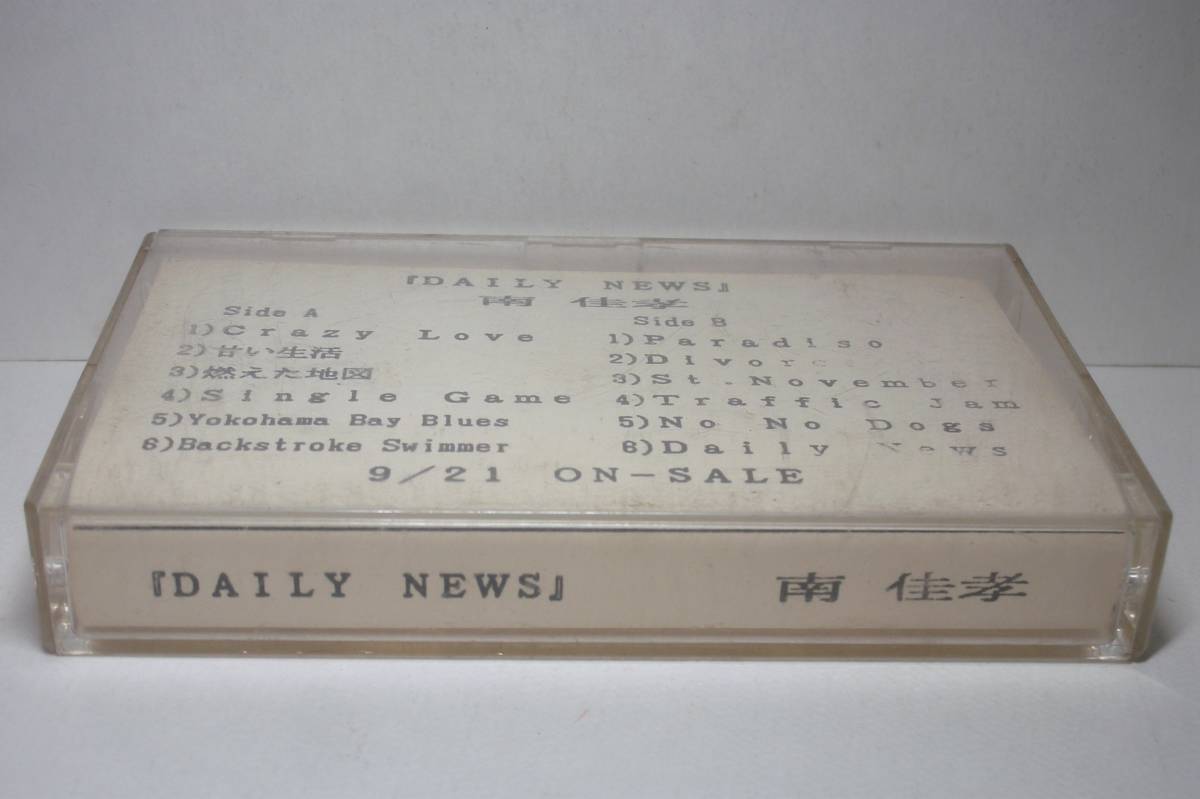 『DAILY NEWS』
南 佳孝
Side A
1)Crazy Love
2)甘い生活
3)燃えた地図
4)Single Game
5)Yokohama Bay Blues
6)Backstroke Swimmer
Side B
1)Paradiso
2)
3)St.November
4)Traffic Jam
5)No No Dogs
6)Daily News
9/21 ON-SALE
『DAILY NEWS』 南 佳孝